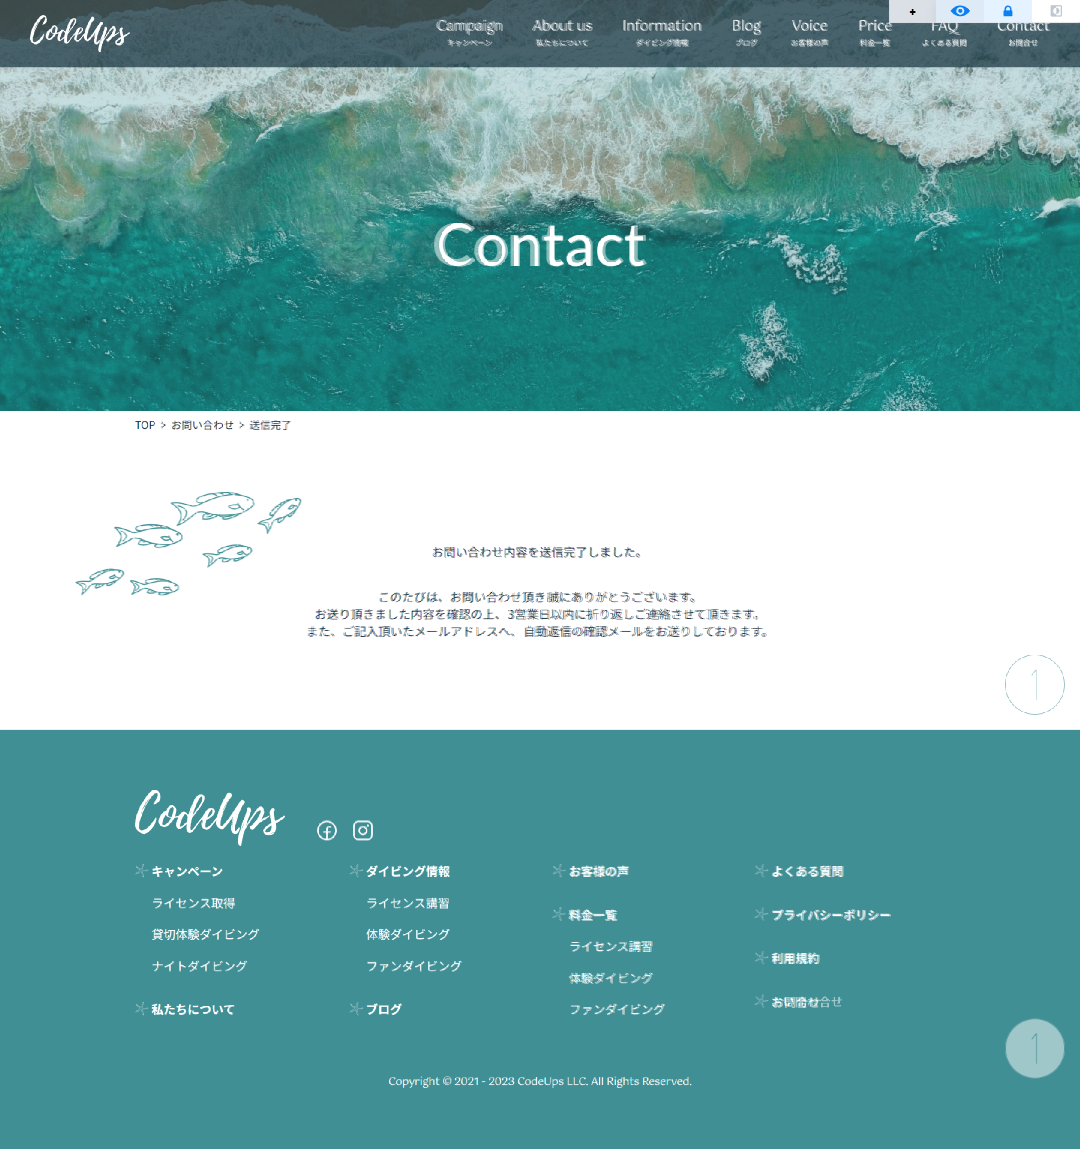 CodeUps
Campaign About us Information Blog Voice Price FAQ Contact
キャンペーン 私たちについて ダイビング情報 ブログ お客様の声 料金一覧 よくある質問 お問合せ
Contact
TOP > お問い合わせ > 送信完了
お問い合わせ内容を送信完了しました。
このたびは、お問い合わせ頂き誠にありがとうございます。
お送り頂きました内容を確認の上、3営業日以内に折り返しご連絡させて頂きます。
また、ご記入頂いたメールアドレスへ、自動返信の確認メールをお送りしております。
CodeUps
キャンペーン
ライセンス取得
貸切体験ダイビング
ナイトダイビング
私たちについて
ダイビング情報
ライセンス講習
体験ダイビング
ファンダイビング
ブログ
お客様の声
料金一覧
ライセンス講習
体験ダイビング
ファンダイビング
よくある質問
プライバシーポリシー
利用規約
Copyright © 2021 - 2023 CodeUps LLC. All Rights Reserved.